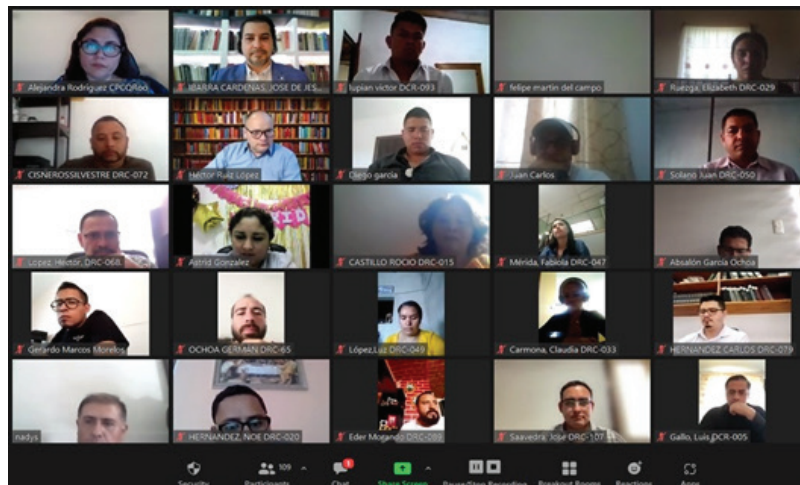 Alejandra Rodriguez CPCQRoo
IBARRA CARDENAS, JOSE DE JES...
lupian victor DCR-093
felipe martin del campo
Ruezga, Elizabeth DRC-029
CISNEROSSILVESTRE DRC-072
Héctor Ruiz López
Diego garcia
Juan Carlos
Solano Juan DRC-050
Lopez, Héctor, DRC-068.
Astrid Gonzalez
CASTILLO ROCIO DRC-015
Mérida, Fabiola DRC-047
Absalón García Ochoa
Gerardo Marcos Morelos
OCHOA GERMAN DRC-65
López,Luz DRC-049
Carmona, Claudia DRC-033
HERNANDEZ CARLOS DRC-079
nadys
HERNANDEZ, NOE DRC-020
Eder Morando DRC-089
Saavedra, José DRC-107
Gallo, Luis DCR-005
109
1
Security
Participants
Chat
Share Screen
Pause/Stop Recording
Breakout Rooms
Reactions
Apps